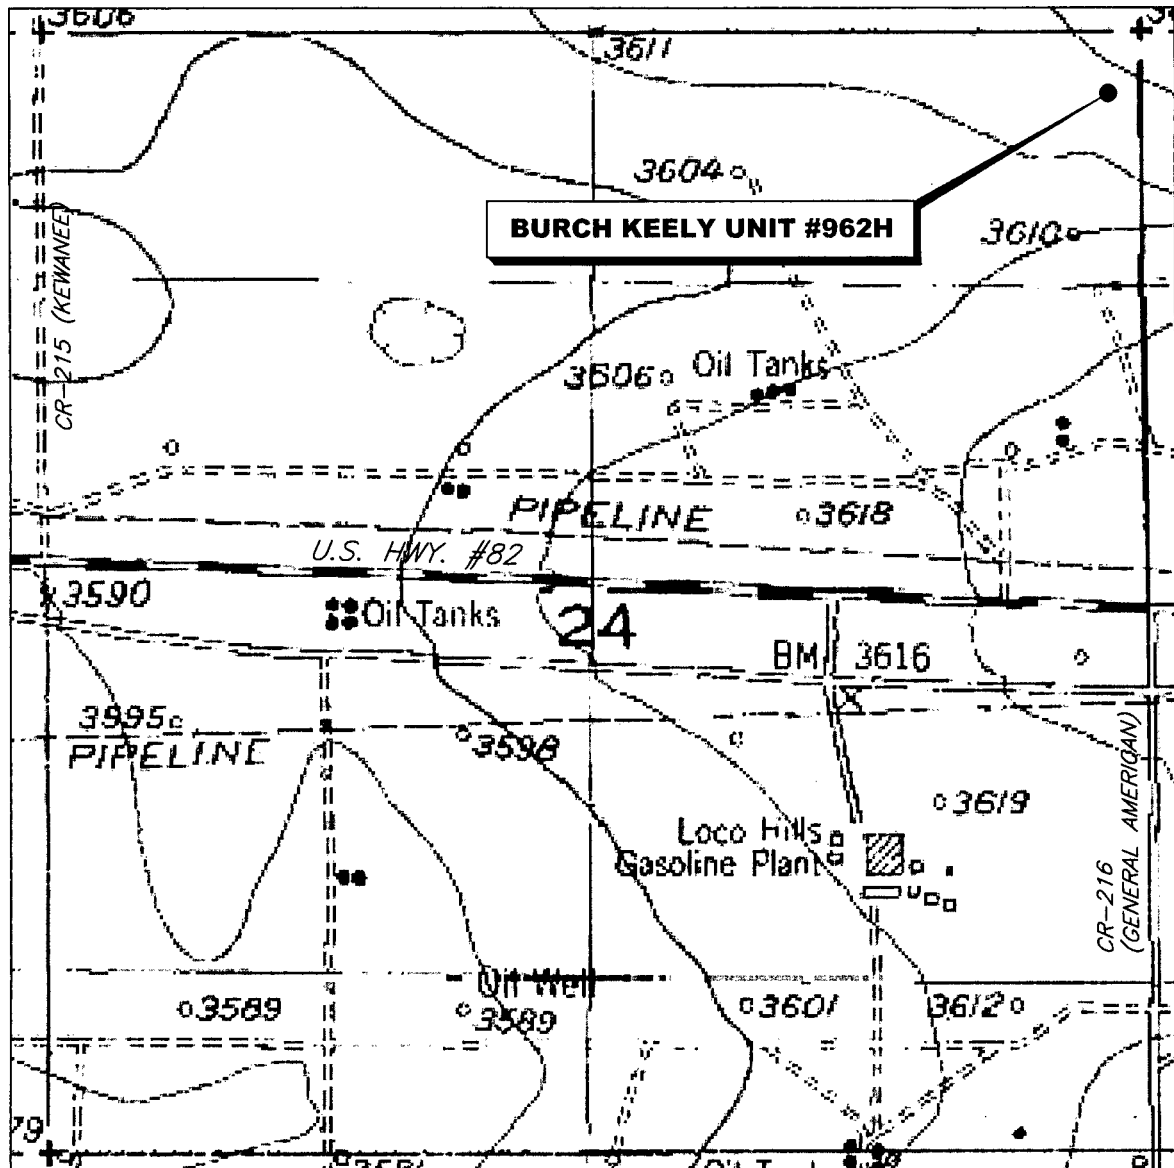 3606
3611
3604
BURCH KEELY UNIT #962H
3610
CR-215 (KEWANEE)
Oil Tanks
3606
PIPELINE
3618
U.S. HWY. #82
3590
Oil Tanks
24
BM
3616
3595
PIPELINE
3598
3619
Loco Hills
Gasoline Plant
CR-216
(GENERAL AMERICAN)
Oil Well
3589
3589
3601
3612
79